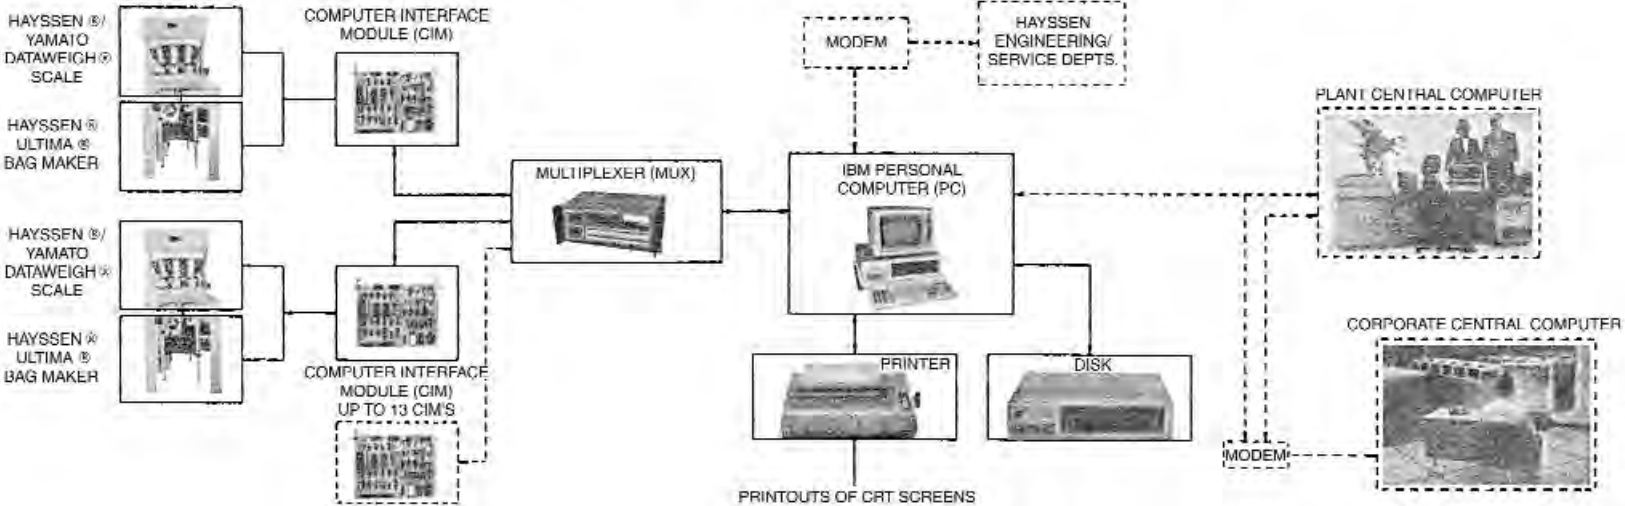 HAYSSEN ®/
YAMATO
DATAWEIGH ®
SCALE
HAYSSEN ®
ULTIMA ®
BAG MAKER
COMPUTER INTERFACE
MODULE (CIM)
HAYSSEN ®/
YAMATO
DATAWEIGH ®
SCALE
HAYSSEN ®
ULTIMA ®
BAG MAKER
COMPUTER INTERFACE
MODULE (CIM)
UP TO 13 CIM'S
MULTIPLEXER (MUX)
MODEM
HAYSSEN
ENGINEERING/
SERVICE DEPTS.
IBM PERSONAL
COMPUTER (PC)
PRINTER
DISK
PRINTOUTS OF CRT SCREENS
PLANT CENTRAL COMPUTER
CORPORATE CENTRAL COMPUTER
MODEM